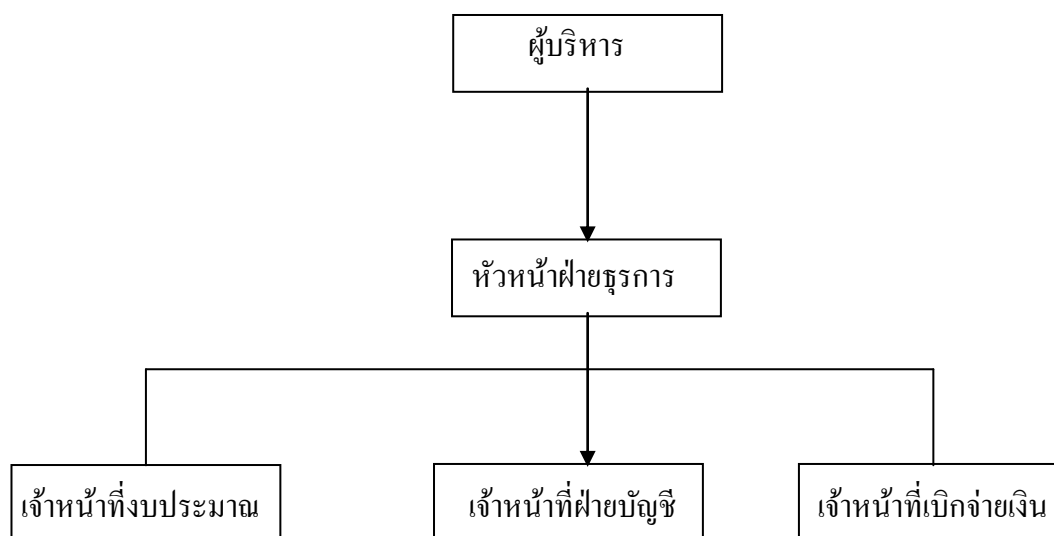 ผู้บริหาร
หัวหน้าฝ่ายธุรการ
เจ้าหน้าที่งบประมาณ
เจ้าหน้าที่ฝ่ายบัญชี
เจ้าหน้าที่เบิกจ่ายเงิน